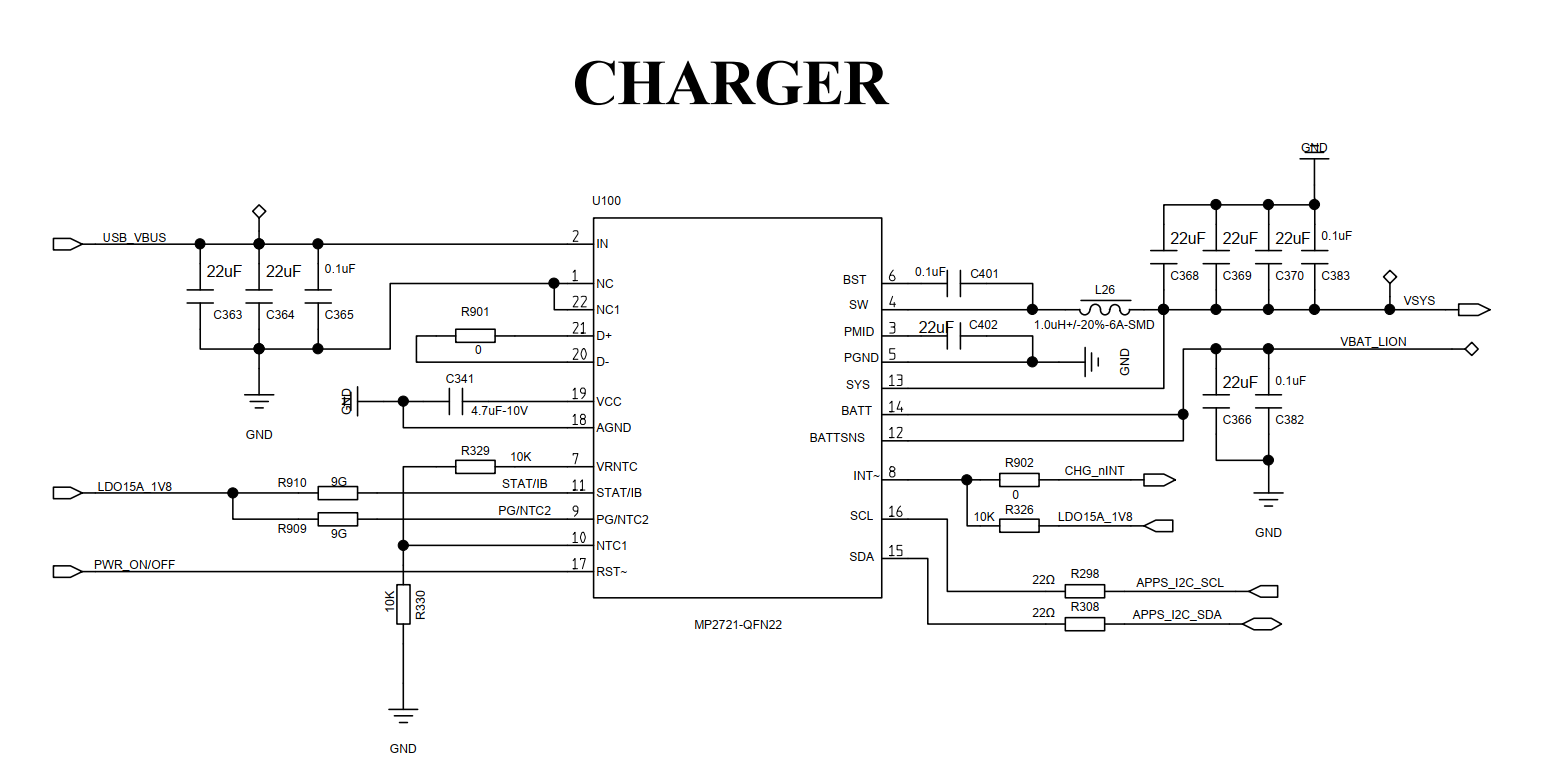 CHARGER
GND
U100
USB_VBUS
2
IN
22uF
22uF
0.1uF
C363
C364
C365
1
NC
22
NC1
R901
21
D+
0
20
D-
GND
C341
19
VCC
4.7uF-10V
18
AGND
GND
R329
10K
7
VRNTC
LDO15A_1V8
R910
9G
STAT/IB
11
STAT/IB
R909
9G
PG/NTC2
9
PG/NTC2
10
NTC1
PWR_ON/OFF
17
RST~
10K
R330
GND
MP2721-QFN22
BST
6
0.1uF
C401
SW
4
L26
1.0uH+/-20%-6A-SMD
PMID
3
22uF
C402
PGND
5
GND
SYS
13
BATT
14
BATTSNS
12
22uF
22uF
22uF
0.1uF
C368
C369
C370
C383
VSYS
VBAT_LION
22uF
0.1uF
C366
C382
GND
INT~
8
R902
0
CHG_nINT
10K
R326
LDO15A_1V8
SCL
16
SDA
15
22Ω
R298
APPS_I2C_SCL
22Ω
R308
APPS_I2C_SDA